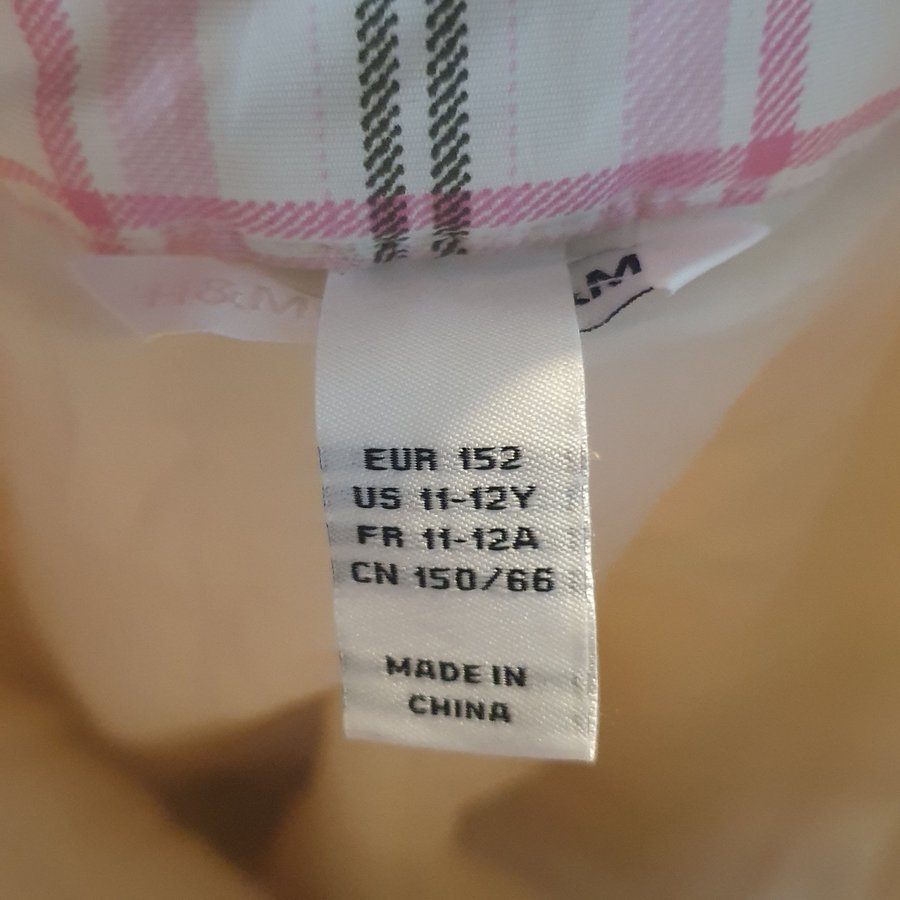 H&M
&M
EUR 152
US 11-12Y
FR 11-12A
CN 150/66
MADE IN
CHINA